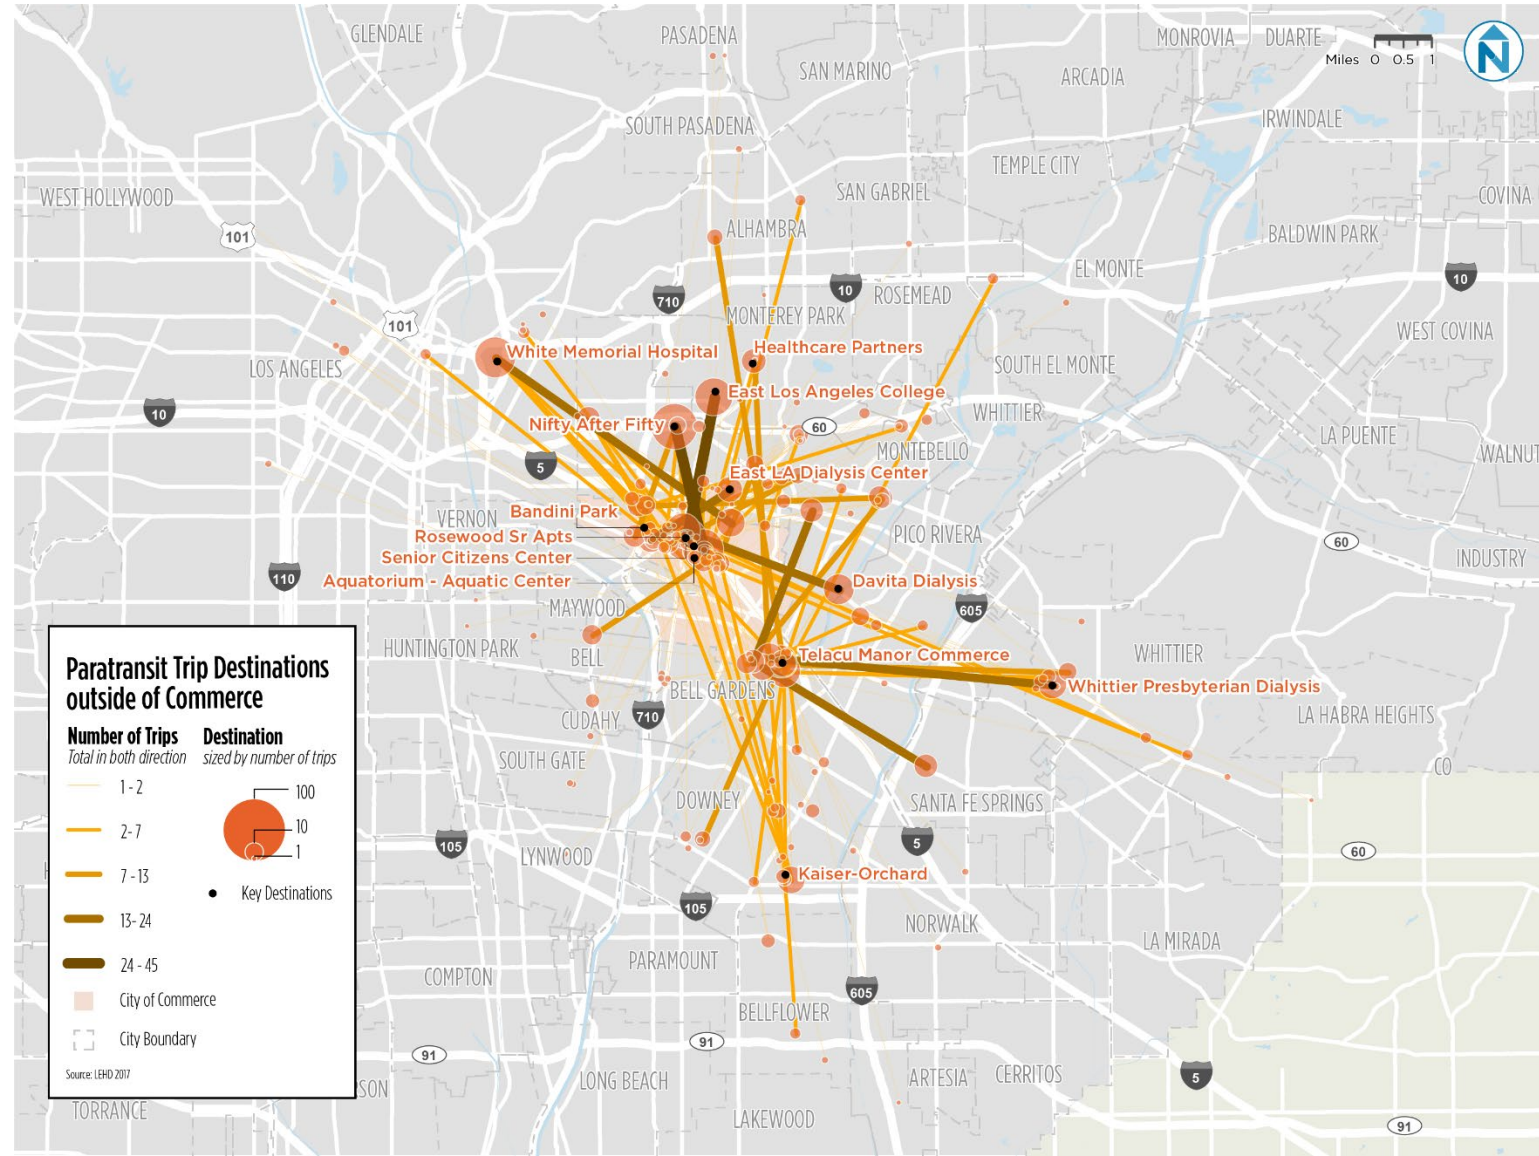 GLENDALE
PASADENA
MONROVIA
DUARTE
Miles 0 0.5 1
N
SAN MARINO
ARCADIA
SOUTH PASADENA
IRWINDALE
TEMPLE CITY
WEST HOLLYWOOD
SAN GABRIEL
COVINA
101
ALHAMBRA
BALDWIN PARK
EL MONTE
10
10
710
ROSEMEAD
MONTEREY PARK
101
WEST COVINA
White Memorial Hospital
Healthcare Partners
LOS ANGELES
SOUTH EL MONTE
East Los Angeles College
10
WHITTIER
Nifty After Fifty
60
LA PUENTE
MONTEBELLO
WALNUT
5
East LA Dialysis Center
Bandini Park
VERNON
Rosewood Sr Apts
PICO RIVERA
60
Senior Citizens Center
INDUSTRY
110
Aquatorium - Aquatic Center
Davita Dialysis
MAYWOOD
605
HUNTINGTON PARK
BELL
Telacu Manor Commerce
WHITTIER
BELL GARDENS
Whittier Presbyterian Dialysis
710
CUDAHY
LA HABRA HEIGHTS
SOUTH GATE
CO
DOWNEY
SANTA FE SPRINGS
105
LYNWOOD
5
60
Kaiser-Orchard
105
NORWALK
LA MIRADA
PARAMOUNT
COMPTON
605
BELLFLOWER
91
91
LONG BEACH
ARTESIA
CERRITOS
5
SON
TORRANCE
LAKEWOOD
91
Paratransit Trip Destinations
outside of Commerce
Number of Trips
Total in both direction
1 - 2
2- 7
7 - 13
13- 24
24 - 45
Destination
sized by number of trips
100
10
1
Key Destinations
City of Commerce
City Boundary
Source: LEHD 2017